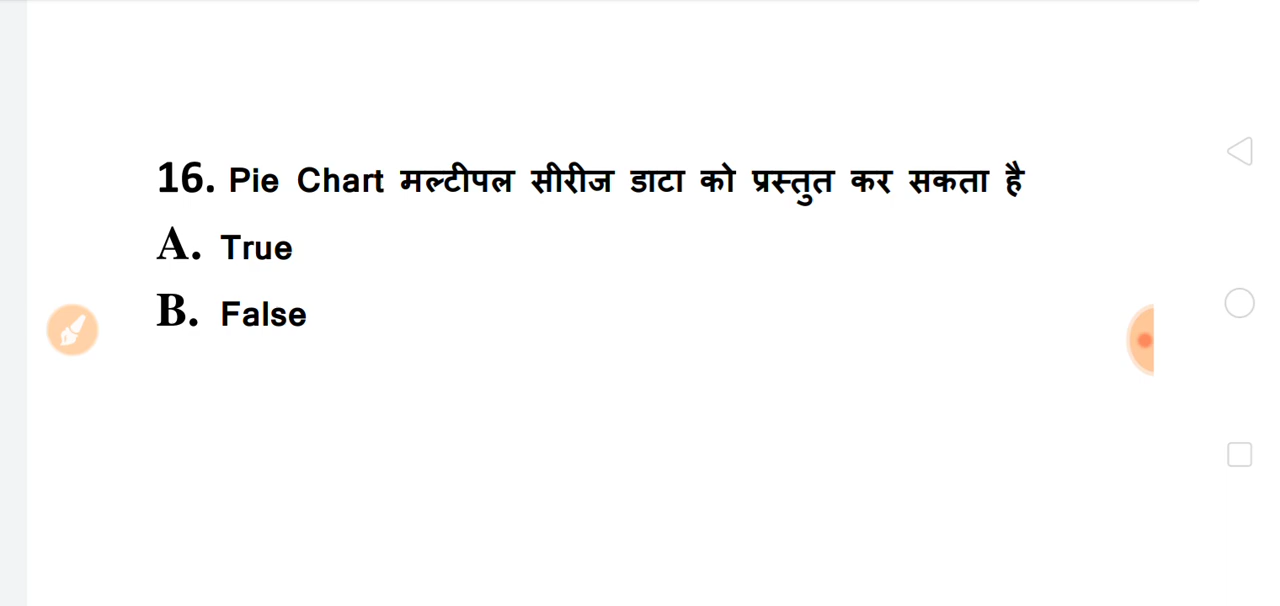 16. Pie Chart मल्टीपल सीरीज डाटा को प्रस्तुत कर सकता है
A. True
B. False